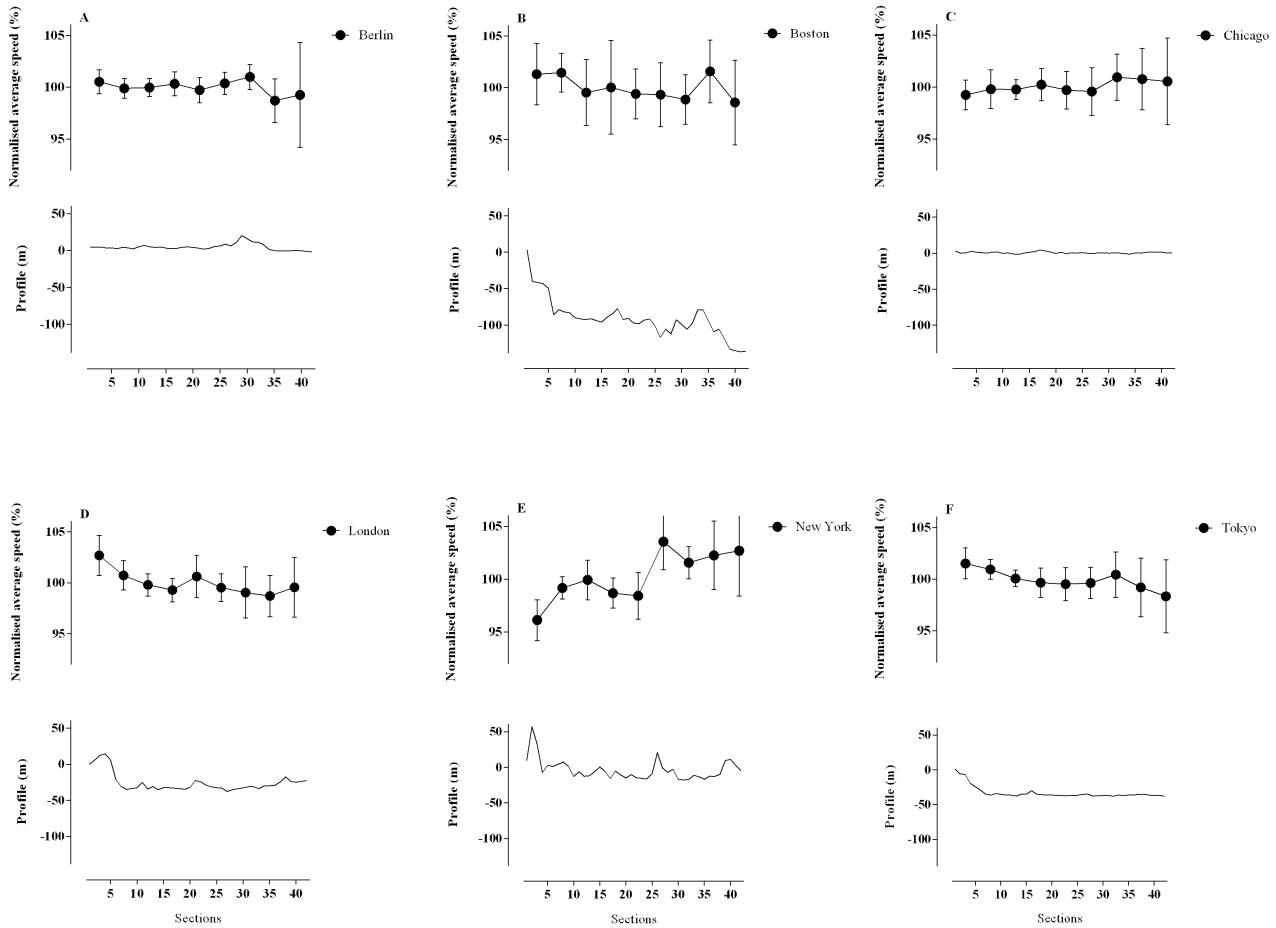 A
Berlin
Normalised average speed (%)
105
100
95
Profile (m)
50
0
-50
-100
5 10 15 20 25 30 35 40
B
Boston
Normalised average speed (%)
105
100
95
Profile (m)
50
0
-50
-100
5 10 15 20 25 30 35 40
C
Chicago
Normalised average speed (%)
105
100
95
Profile (m)
50
0
-50
-100
5 10 15 20 25 30 35 40
D
London
Normalised average speed (%)
105
100
95
Profile (m)
50
0
-50
-100
5 10 15 20 25 30 35 40
Sections
E
New York
Normalised average speed (%)
105
100
95
Profile (m)
50
0
-50
-100
5 10 15 20 25 30 35 40
Sections
F
Tokyo
Normalised average speed (%)
105
100
95
Profile (m)
50
0
-50
-100
5 10 15 20 25 30 35 40
Sections